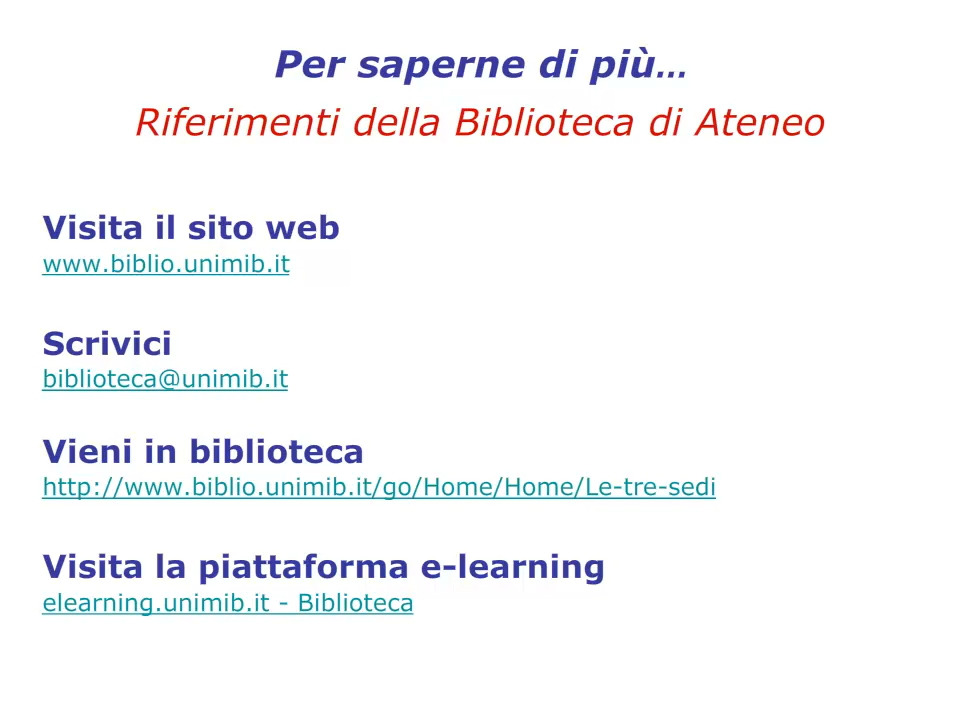 Per saperne di più…
Riferimenti della Biblioteca di Ateneo
Visita il sito web
www.biblio.unimib.it
Scrivici
biblioteca@unimib.it
Vieni in biblioteca
http://www.biblio.unimib.it/go/Home/Home/Le-tre-sedi
Visita la piattaforma e-learning
elearning.unimib.it - Biblioteca